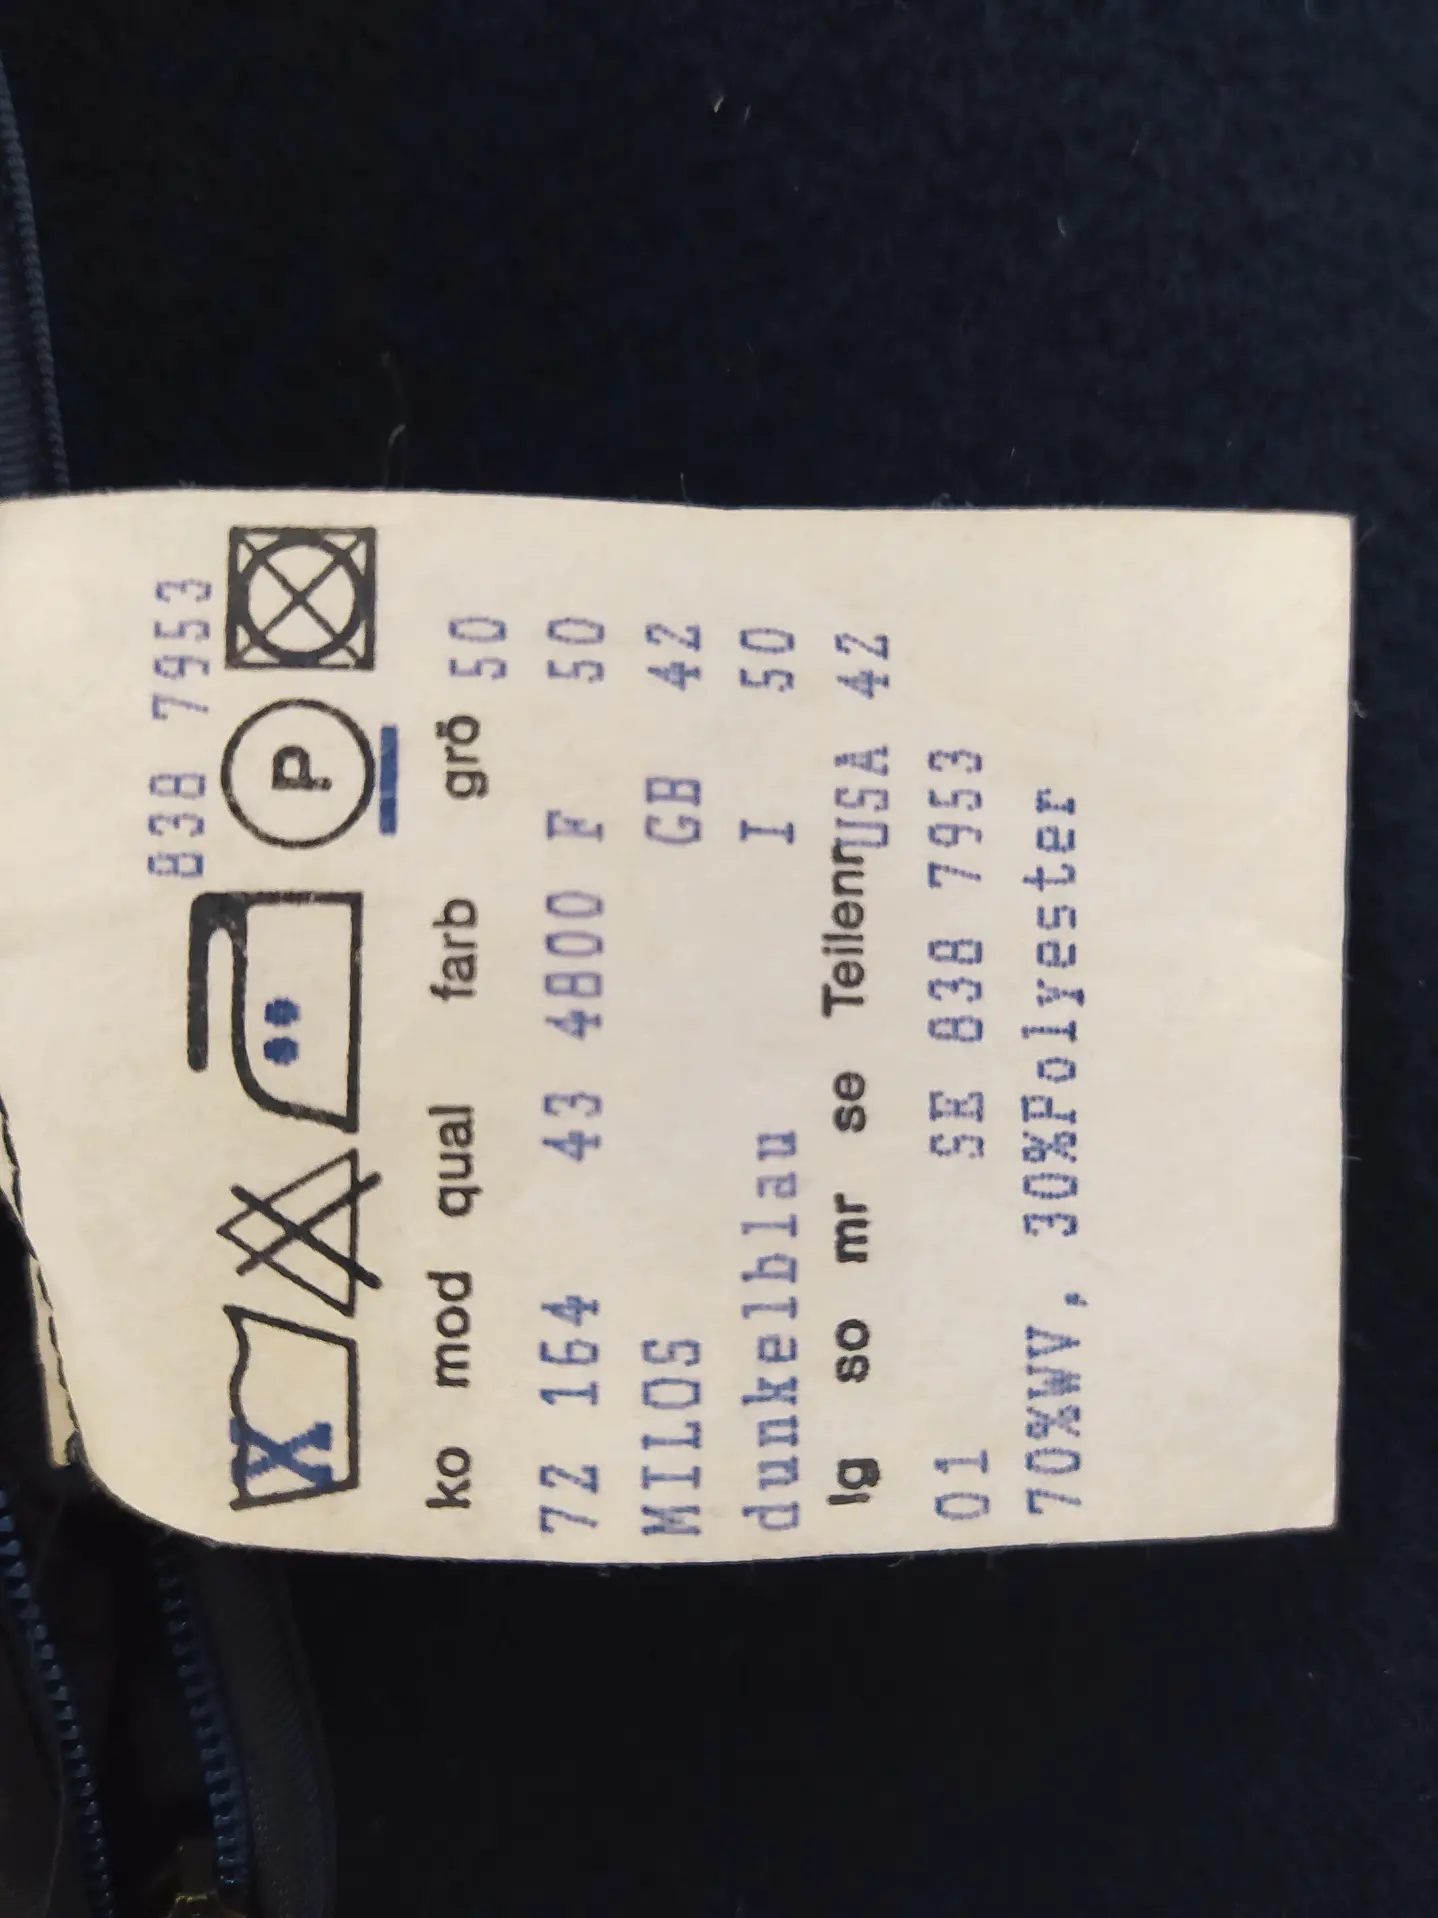 838 7953
X P
ko mod qual farb grö 50
72 164 43 4800 F 50
MILOS GB 42
dunkelblau I 50
lg so mr se Teilenr USA 42
01 SE 838 7953
70%WV, 30%Polyester